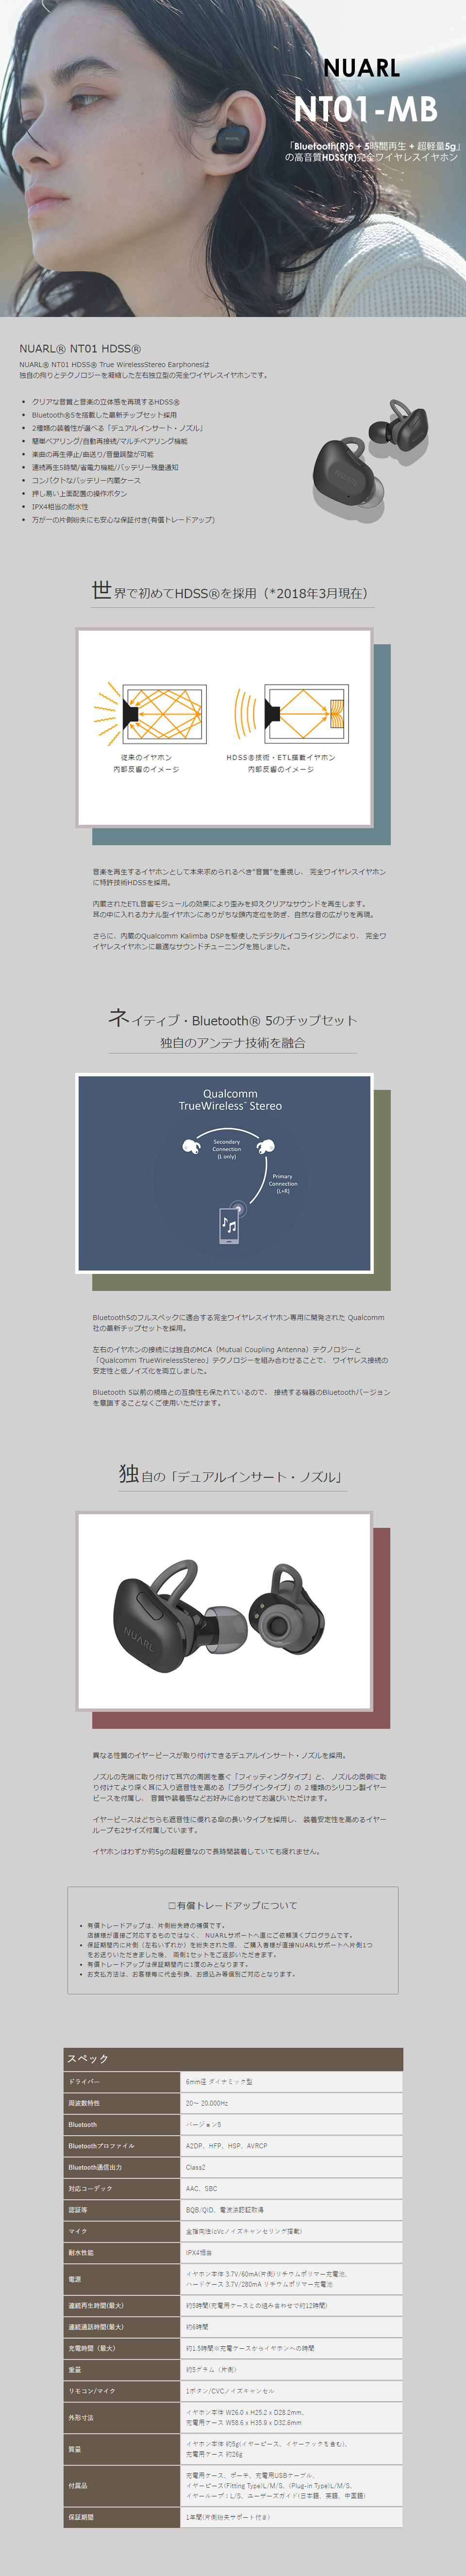 NUARL
NT01-MB
「Bluetooth(R)5 + 5時間再生 + 超軽量5g」
の高音質HDSS(R)完全ワイヤレスイヤホン
NUARL
NUARL® NT01 HDSS®
NUARL® NT01 HDSS® True WirelessStereo Earphonesは
独自の拘りとテクノロジーを凝縮した左右独立型の完全ワイヤレスイヤホンです。
• クリアな音質と音楽の立体感を再現するHDSS®
• Bluetooth®5を搭載した最新チップセット採用
• 2種類の装着性が選べる「デュアルインサート・ノズル」
• 簡単ペアリング/自動再接続/マルチペアリング機能
• 楽曲の再生停止/曲送り/音量調整が可能
• 連続再生5時間/省電力機能/バッテリー残量通知
• コンパクトなバッテリー内蔵ケース
• 押し易い上面配置の操作ボタン
• IPX4相当の耐水性
• 万が一の片側紛失にも安心な保証付き(有償トレードアップ)
NUARL
世界で初めてHDSS®を採用（*2018年3月現在）
従来のイヤホン
内部反響のイメージ
HDSS®技術・ETL搭載イヤホン
内部反響のイメージ
音楽を再生するイヤホンとして本来求められるべき“音質”を重視し、 完全ワイヤレスイヤホン
に特許技術HDSSを採用。
内蔵されたETL音響モジュールの効果により歪みを抑えクリアなサウンドを再生します。
耳の中に入れるカナル型イヤホンにありがちな頭内定位を防ぎ、自然な音の広がりを再現。
さらに、内蔵のQualcomm Kalimba DSPを駆使したデジタルイコライジングにより、 完全ワ
イヤレスイヤホンに最適なサウンドチューニングを施しました。
ネイティブ・Bluetooth® 5のチップセット
独自のアンテナ技術を融合
Qualcomm
TrueWireless™ Stereo
Secondary
Connection
(L only)
Primary
Connection
(L+R)
Bluetooth5のフルスペックに適合する完全ワイヤレスイヤホン専用に開発された Qualcomm
社の最新チップセットを採用。
左右のイヤホンの接続には独自のMCA（Mutual Coupling Antenna）テクノロジーと
「Qualcomm TrueWirelessStereo」テクノロジーを組み合わせることで、 ワイヤレス接続の
安定性と低ノイズ化を両立しました。
Bluetooth 5以前の規格との互換性も保たれているので、 接続する機器のBluetoothバージョン
を意識することなくご使用いただけます。
独自の「デュアルインサート・ノズル」
NUARL
異なる性質のイヤーピースが取り付けできるデュアルインサート・ノズルを採用。
ノズルの先端に取り付けて耳穴の周囲を塞ぐ「フィッティングタイプ」と、 ノズルの奥側に取
り付けてより深く耳に入り遮音性を高める「プラグインタイプ」の ２種類のシリコン製イヤー
ピースを付属し、 音質や装着感などお好みに合わせてお選びいただけます。
イヤーピースはどちらも遮音性に優れる傘の長いタイプを採用し、 装着安定性を高めるイヤー
ループも2サイズ付属しています。
イヤホンはわずか約5gの超軽量なので長時間装着していても疲れません。
□有償トレードアップについて
• 有償トレードアップは、片側紛失時の補償です。
店舗様が直接ご対応するものではなく、 NUARLサポートへ直にご依頼頂くプログラムです。
• 保証期間内に片側（左右いずれか）を紛失された際、 ご購入者様が直接NUARLサポートへ片側1つ
をお送りいただきました後、 両側1セットをご返却いただきます。
• 有償トレードアップは保証期間内に1度のみとなります。
• お支払方法は、お客様毎に代金引換、お振込み等個別ご対応となります。
スペック
ドライバー 6mm径 ダイナミック型
周波数特性 20～ 20,000Hz
Bluetooth バージョン5
Bluetoothプロファイル A2DP、HFP、HSP、AVRCP
Bluetooth通信出力 Class2
対応コーデック AAC、SBC
認証等 BQB/QID、電波法認証取得
マイク 全指向性(cVcノイズキャンセリング搭載)
耐水性能 IPX4相当
電源 イヤホン本体 3.7V/60mA(片側)リチウムポリマー充電池、
ハードケース 3.7V/280mA リチウムポリマー充電池
連続再生時間(最大) 約5時間(充電用ケースとの組み合わせで約12時間)
連続通話時間(最大) 約6時間
充電時間（最大） 約1.5時間※充電ケースからイヤホンへの時間
重量 約5グラム（片側）
リモコン/マイク 1ボタン/CVCノイズキャンセル
外形寸法 イヤホン本体 W26.0 x H25.2 x D28.2mm、
充電用ケース W58.6 x H35.9 x D32.6mm
質量 イヤホン本体 約5g(イヤーピース、イヤーフックを含む)、
充電用ケース 約26g
付属品 充電用ケース、ポーチ、充電用USBケーブル、
イヤーピース(Fitting Type)L/M/S、(Plug-in Type)L/M/S、
イヤーループ：L/S、ユーザーズガイド(日本語、英語、中国語)
保証期間 1年間(片側紛失サポート付き)